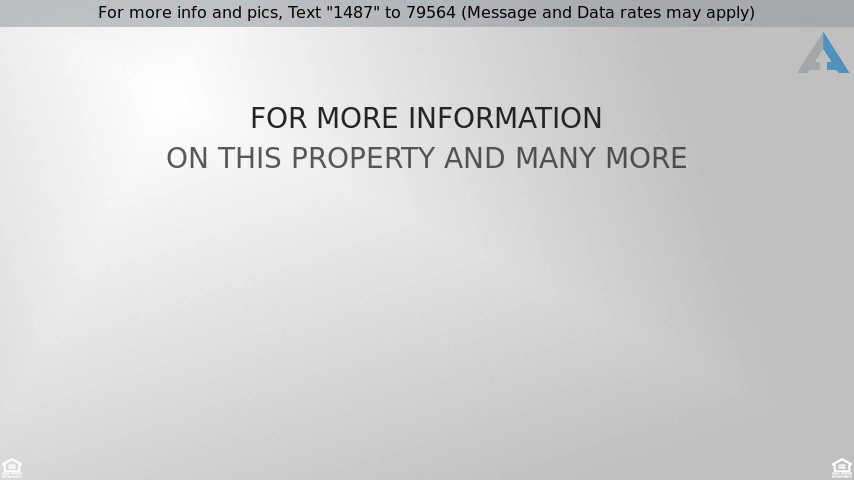 For more info and pics, Text "1487" to 79564 (Message and Data rates may apply)
FOR MORE INFORMATION
ON THIS PROPERTY AND MANY MORE